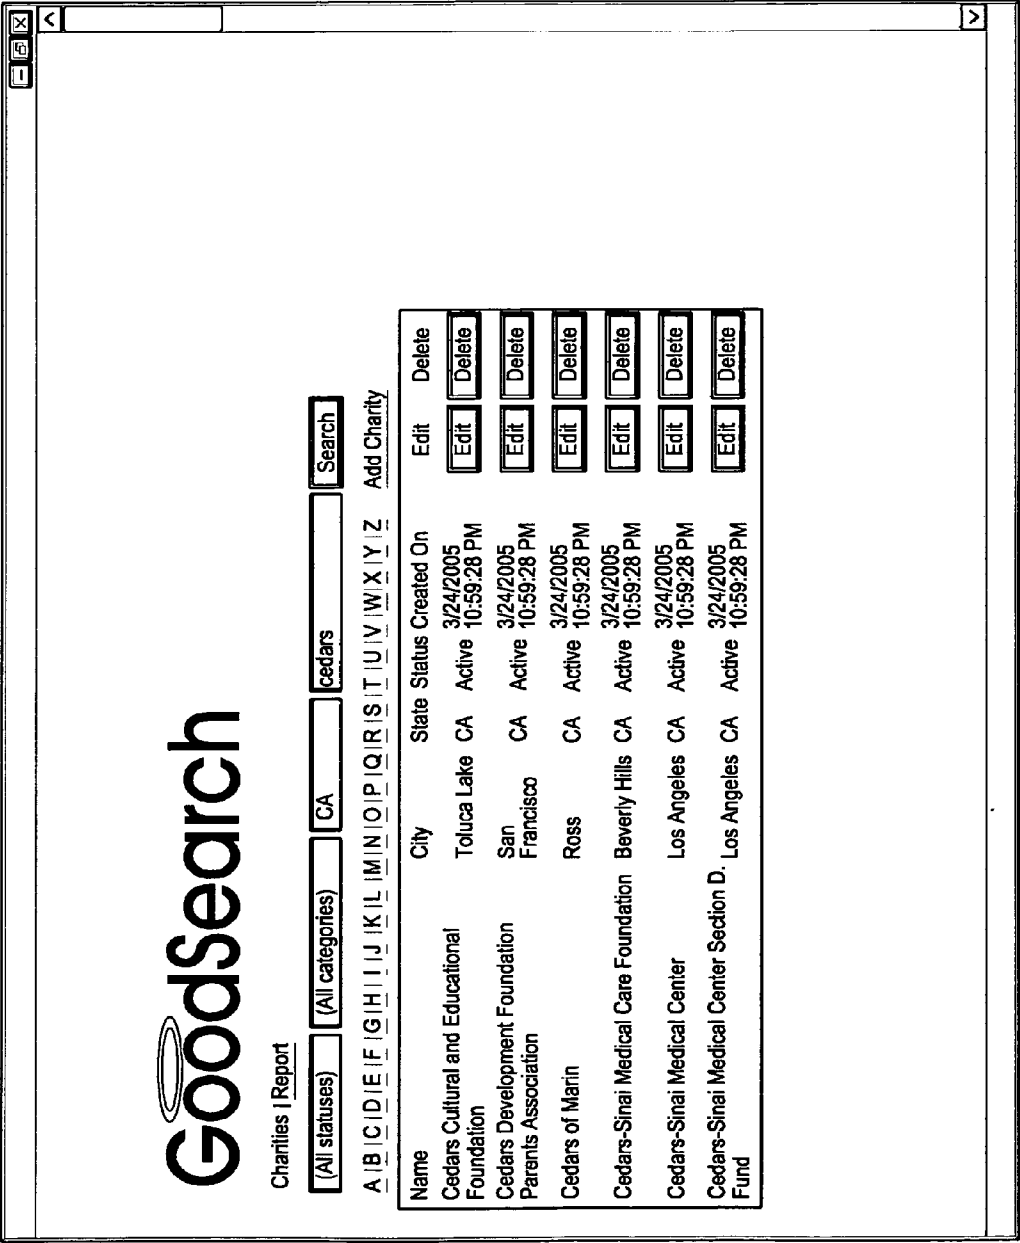 GoodSearch
Charities | Report
(All statuses) (All categories) CA cedars Search
A | B | C | D | E | F | G | H | I | J | K | L | M | N | O | P | Q | R | S | T | U | V | W | X | Y | Z Add Charity
Name City State Status Created On Edit Delete
Cedars Cultural and Educational Foundation Toluca Lake CA Active 3/24/2005 10:59:28 PM Edit Delete
Cedars Development Foundation Parents Association San Francisco CA Active 3/24/2005 10:59:28 PM Edit Delete
Cedars of Marin Ross CA Active 3/24/2005 10:59:28 PM Edit Delete
Cedars-Sinai Medical Care Foundation Beverly Hills CA Active 3/24/2005 10:59:28 PM Edit Delete
Cedars-Sinai Medical Center Los Angeles CA Active 3/24/2005 10:59:28 PM Edit Delete
Cedars-Sinai Medical Center Section D. Fund Los Angeles CA Active 3/24/2005 10:59:28 PM Edit Delete